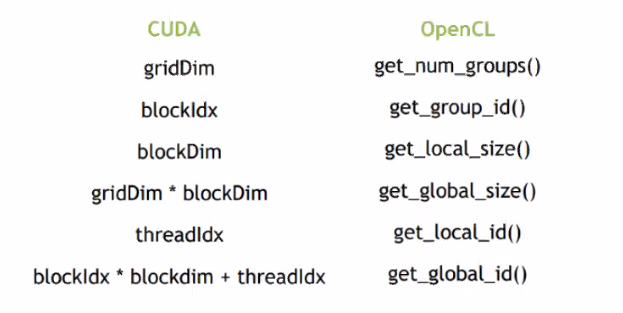 CUDA OpenCL
gridDim get_num_groups()
blockIdx get_group_id()
blockDim get_local_size()
gridDim * blockDim get_global_size()
threadIdx get_local_id()
blockIdx * blockdim + threadIdx get_global_id()